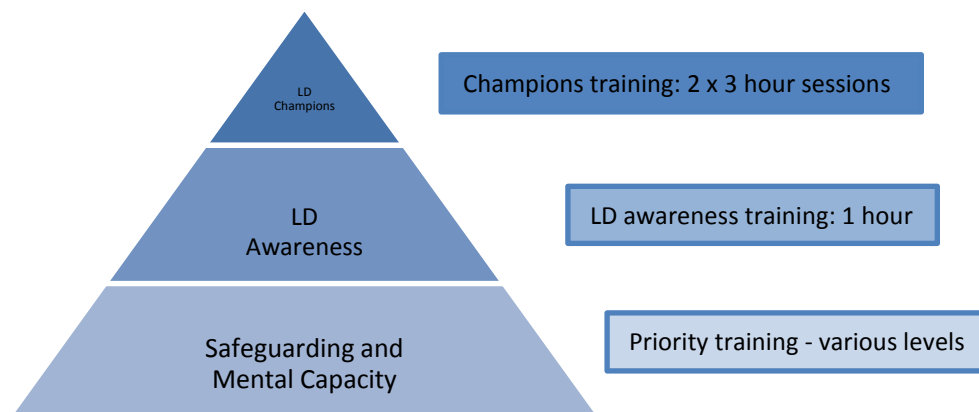 LD
Champions
Champions training: 2 x 3 hour sessions
LD
Awareness
LD awareness training: 1 hour
Safeguarding and
Mental Capacity
Priority training - various levels